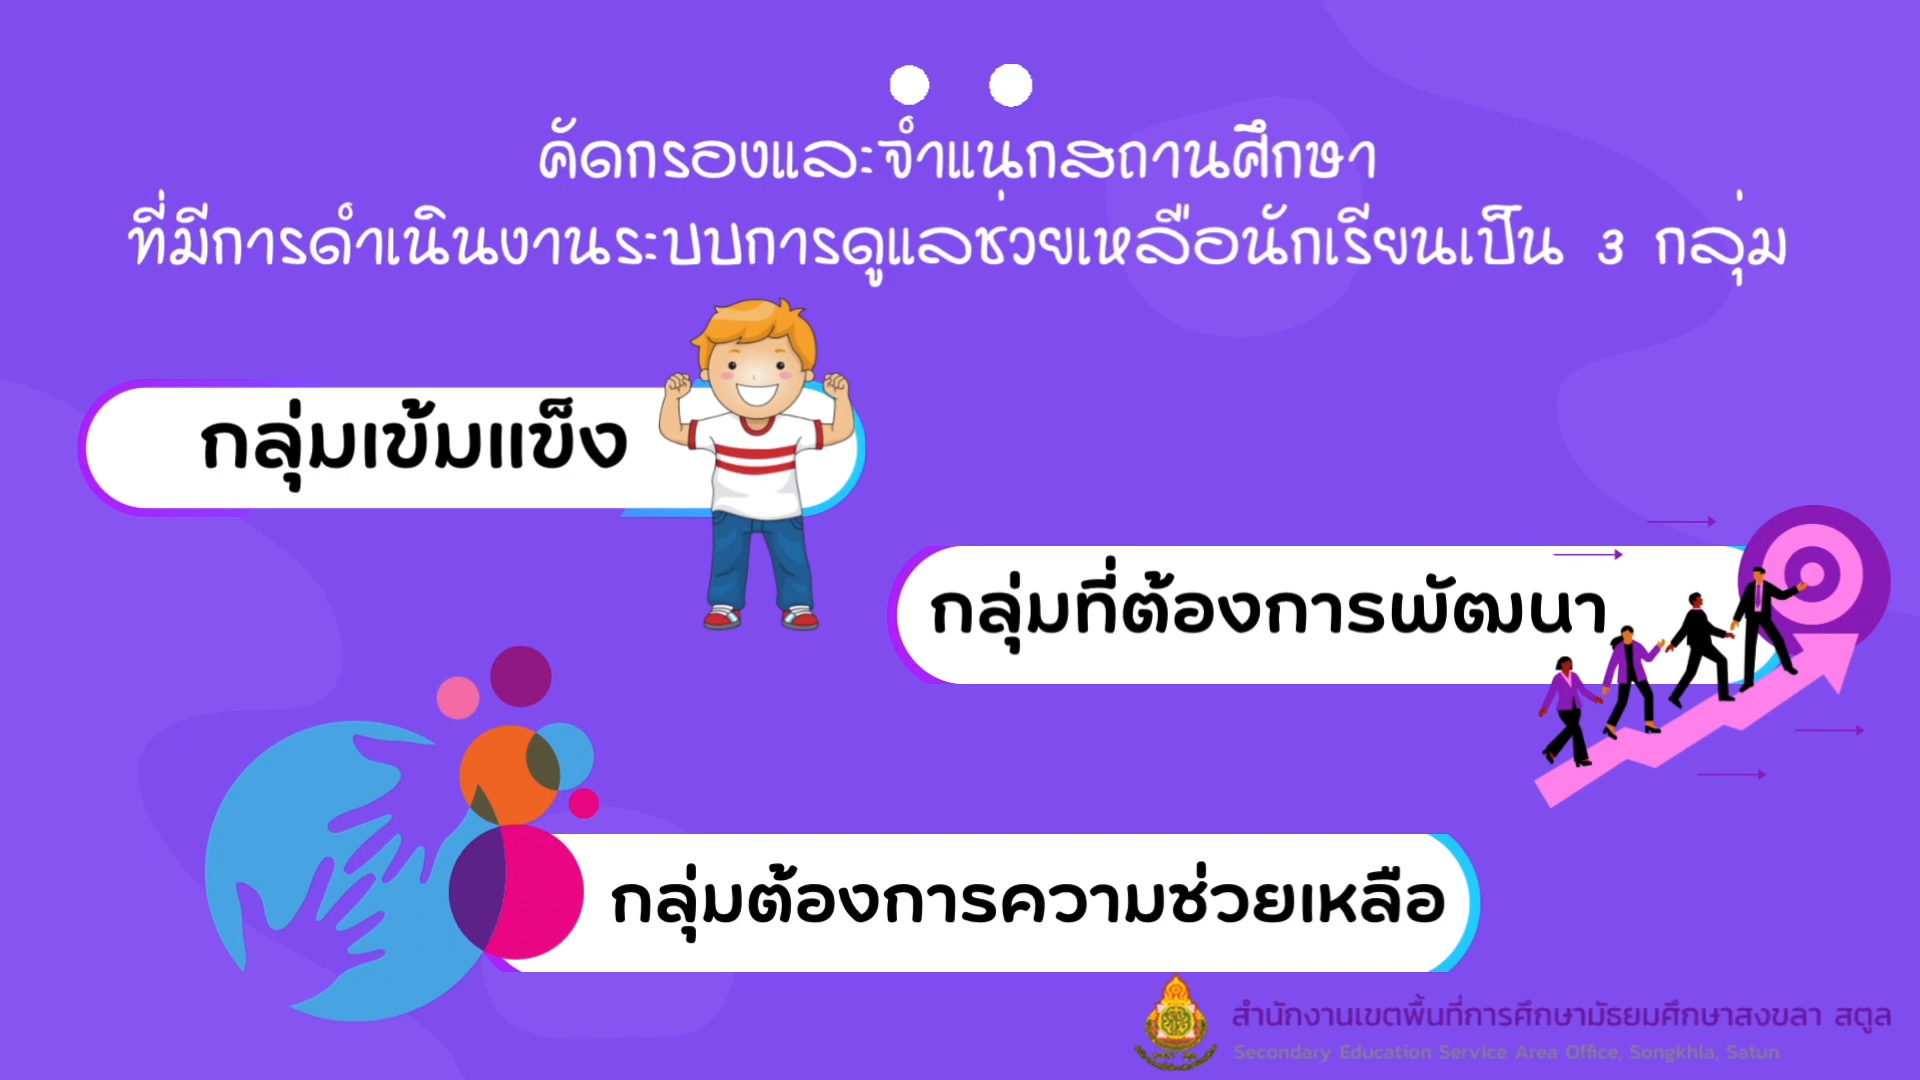 คัดกรองและจำแนกสถานศึกษา
ที่มีการดำเนินงานระบบการดูแลช่วยเหลือนักเรียนเป็น 3 กลุ่ม
กลุ่มเข้มแข็ง
กลุ่มที่ต้องการพัฒนา
กลุ่มต้องการความช่วยเหลือ
สำนักงานเขตพื้นที่การศึกษามัธยมศึกษาสงขลา สตูล
Secondary Education Service Area Office, Songkhla, Satun